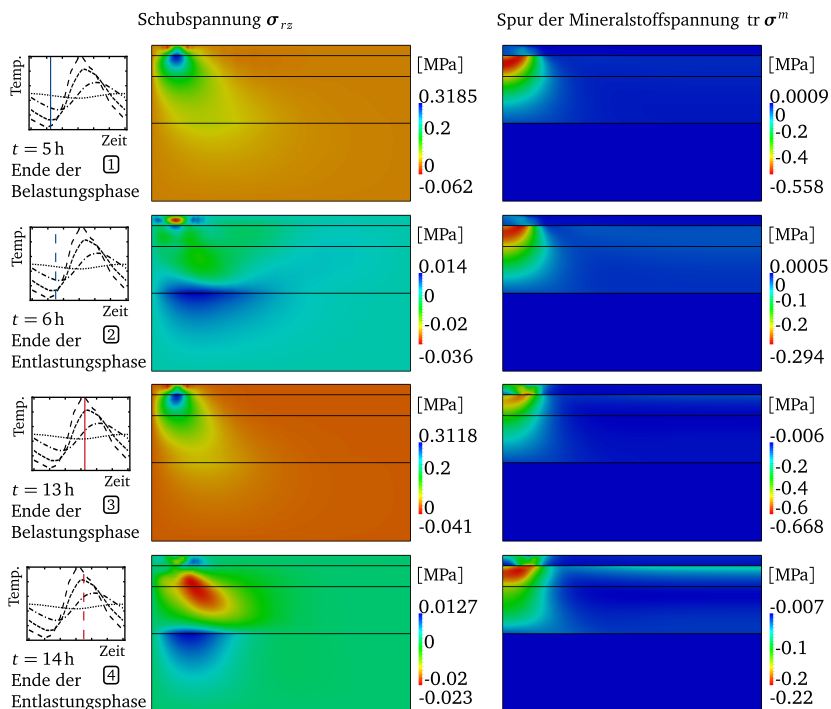 Schubspannung σrz
Spur der Mineralstoffspannung tr σm
Temp.
Zeit
t = 5 h
Ende der
Belastungsphase
1
[MPa]
0.3185
0.2
0
-0.062
[MPa]
0.0009
0
-0.2
-0.4
-0.558
Temp.
Zeit
t = 6 h
Ende der
Entlastungsphase
2
[MPa]
0.014
0
-0.02
-0.036
[MPa]
0.0005
0
-0.1
-0.2
-0.294
Temp.
Zeit
t = 13 h
Ende der
Belastungsphase
3
[MPa]
0.3118
0.2
0
-0.041
[MPa]
-0.006
-0.2
-0.4
-0.6
-0.668
Temp.
Zeit
t = 14 h
Ende der
Entlastungsphase
4
[MPa]
0.0127
0
-0.02
-0.023
[MPa]
-0.007
-0.1
-0.2
-0.22